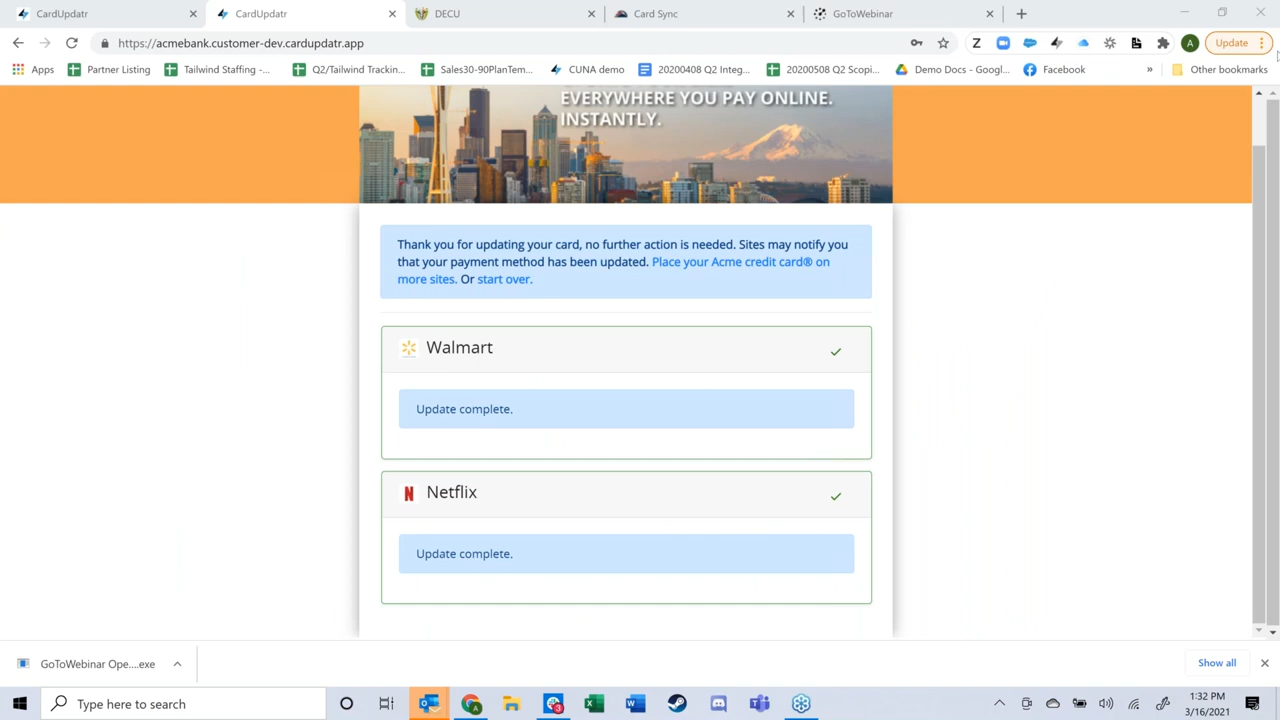 CardUpdatr
CardUpdatr
DECU
Card Sync
GoToWebinar
https://acmebank.customer-dev.cardupdatr.app
Z
A
Update
Apps
Partner Listing
Tailwind Staffing -...
Q2/Tailwind Trackin...
Sales30-90PlanTem...
CUNA demo
20200408 Q2 Integ...
20200508 Q2 Scopi...
Demo Docs - Googl...
Facebook
»
Other bookmarks
EVERYWHERE YOU PAY ONLINE.
INSTANTLY.
Thank you for updating your card, no further action is needed. Sites may notify you
that your payment method has been updated. Place your Acme credit card® on
more sites. Or start over.
Walmart
Update complete.
N Netflix
Update complete.
GoToWebinar Ope....exe
Show all
Type here to search
3
1:32 PM
3/16/2021